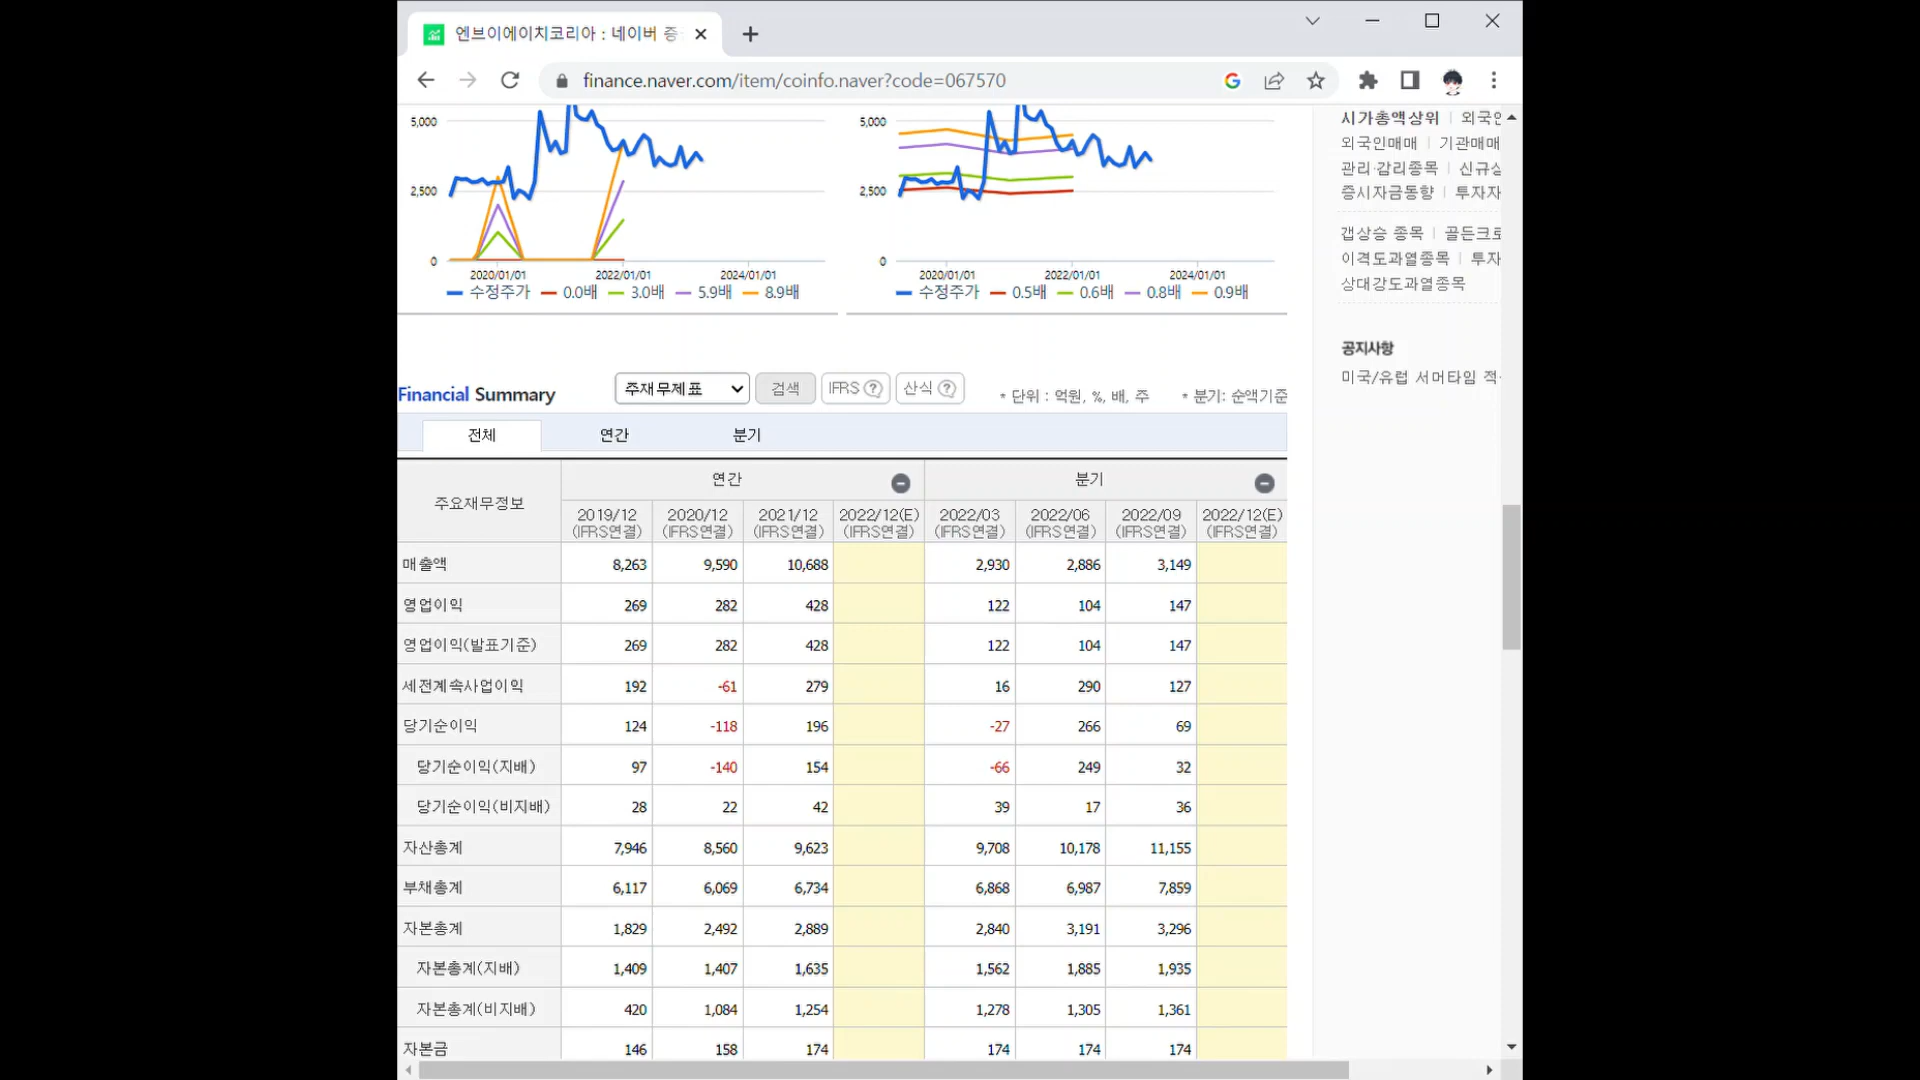 엔브이에이치코리아 : 네이버 증
finance.naver.com/item/coinfo.naver?code=067570
5,000
2,500
0
2020/01/01 2022/01/01 2024/01/01
수정주가 0.0배 3.0배 5.9배 8.9배
5,000
2,500
0
2020/01/01 2022/01/01 2024/01/01
수정주가 0.5배 0.6배 0.8배 0.9배
시가총액상위 외국인
외국인매매 기관매매
관리·감리종목 신규상
증시자금동향 투자자
갭상승 종목 골든크로
이격도과열종목 투자
상대강도과열종목
공지사항
미국/유럽 서머타임 적
Financial Summary 주재무제표 검색 IFRS ? 산식 ? * 단위 : 억원, %, 배, 주 * 분기: 순액기준
전체 연간 분기
주요재무정보 연간 분기
2019/12 2020/12 2021/12 2022/12(E) 2022/03 2022/06 2022/09 2022/12(E)
(IFRS연결) (IFRS연결) (IFRS연결) (IFRS연결) (IFRS연결) (IFRS연결) (IFRS연결) (IFRS연결)
매출액 8,263 9,590 10,688 2,930 2,886 3,149
영업이익 269 282 428 122 104 147
영업이익(발표기준) 269 282 428 122 104 147
세전계속사업이익 192 -61 279 16 290 127
당기순이익 124 -118 196 -27 266 69
당기순이익(지배) 97 -140 154 -66 249 32
당기순이익(비지배) 28 22 42 39 17 36
자산총계 7,946 8,560 9,623 9,708 10,178 11,155
부채총계 6,117 6,069 6,734 6,868 6,987 7,859
자본총계 1,829 2,492 2,889 2,840 3,191 3,296
자본총계(지배) 1,409 1,407 1,635 1,562 1,885 1,935
자본총계(비지배) 420 1,084 1,254 1,278 1,305 1,361
자본금 146 158 174 174 174 174